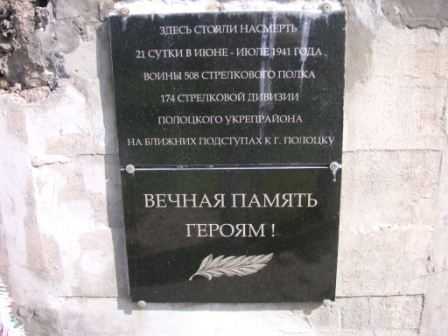 ЗДЕСЬ СТОЯЛИ НАСМЕРТЬ
21 СУТКИ В ИЮНЕ - ИЮЛЕ 1941 ГОДА
ВОИНЫ 508 СТРЕЛКОВОГО ПОЛКА
174 СТРЕЛКОВОЙ ДИВИЗИИ
ПОЛОЦКОГО УКРЕПРАЙОНА
НА БЛИЖНИХ ПОДСТУПАХ К Г. ПОЛОЦКУ
ВЕЧНАЯ ПАМЯТЬ
ГЕРОЯМ !